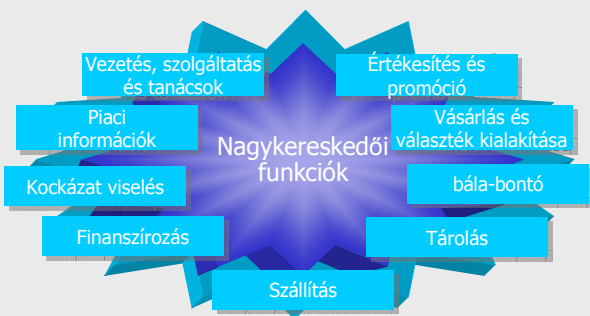 Vezetés, szolgáltatás
és tanácsok
Értékesítés és
promóció
Piaci
információk
Vásárlás és
választék kialakítása
Nagykereskedői
funkciók
Kockázat viselés
bála-bontó
Finanszírozás
Tárolás
Szállítás